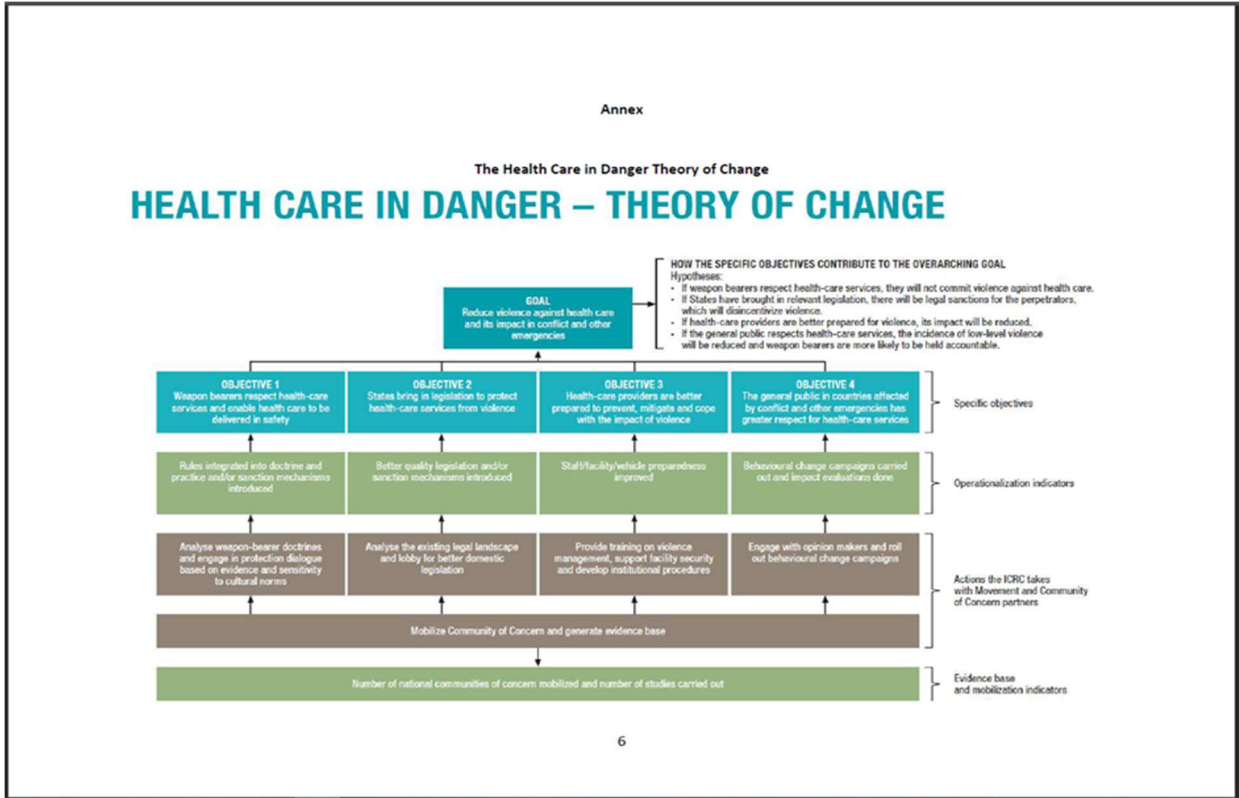 Annex
The Health Care in Danger Theory of Change
HEALTH CARE IN DANGER – THEORY OF CHANGE
HOW THE SPECIFIC OBJECTIVES CONTRIBUTE TO THE OVERARCHING GOAL
Hypotheses:
• If weapon bearers respect health-care services, they will not commit violence against health care.
• If States have brought in relevant legislation, there will be legal sanctions for the perpetrators,
which will disincentivize violence.
• If health-care providers are better prepared for violence, its impact will be reduced.
• If the general public respects health-care services, the incidence of low-level violence
will be reduced and weapon bearers are more likely to be held accountable.
GOAL
Reduce violence against health care
and its impact in conflict and other
emergencies
OBJECTIVE 1
Weapon bearers respect health-care
services and enable health care to be
delivered in safety
OBJECTIVE 2
States bring in legislation to protect
health-care services from violence
OBJECTIVE 3
Health-care providers are better
prepared to prevent, mitigate and cope
with the impact of violence
OBJECTIVE 4
The general public in countries affected
by conflict and other emergencies has
greater respect for health-care services
Specific objectives
Rules integrated into doctrine and
practice and/or sanction mechanisms
introduced
Better quality legislation and/or
sanction mechanisms introduced
Staff/facility/vehicle preparedness
improved
Behavioural change campaigns carried
out and impact evaluations done
Operationalization indicators
Analyse weapon-bearer doctrines
and engage in protection dialogue
based on evidence and sensitivity
to cultural norms
Analyse the existing legal landscape
and lobby for better domestic
legislation
Provide training on violence
management, support facility security
and develop institutional procedures
Engage with opinion makers and roll
out behavioural change campaigns
Actions the ICRC takes
with Movement and Community
of Concern partners
Mobilize Community of Concern and generate evidence base
Number of national communities of concern mobilized and number of studies carried out
Evidence base
and mobilization indicators
6